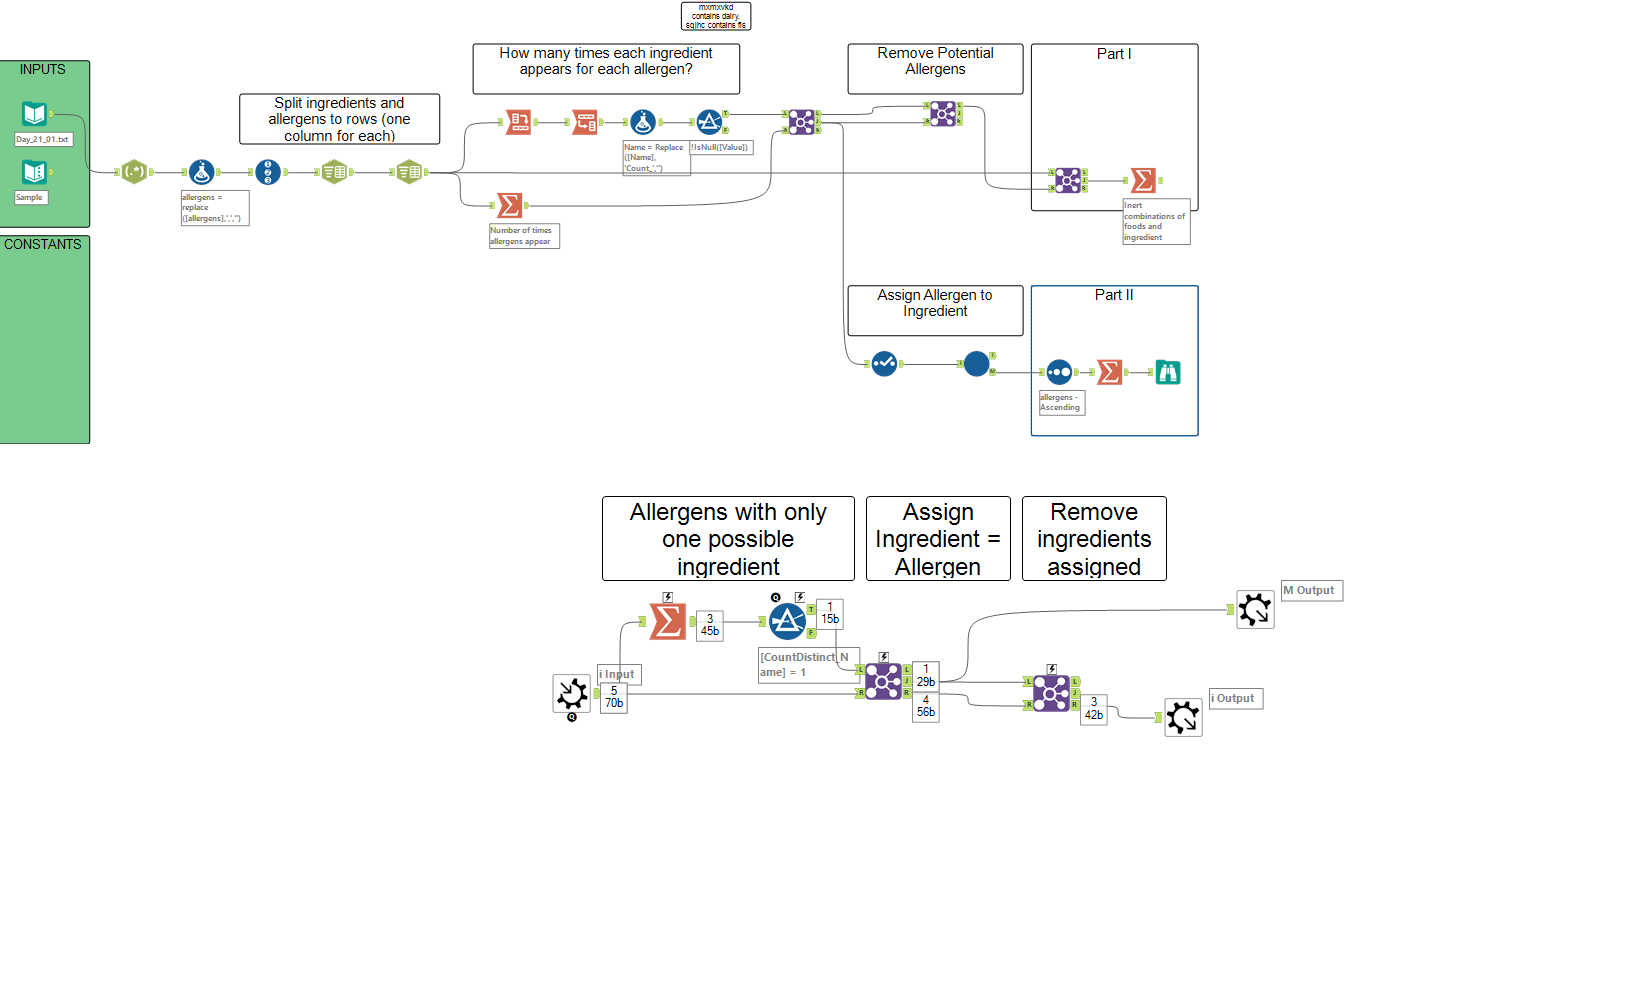 mxmxvkd
contains dairy,
sqjhc contains fis
How many times each ingredient
appears for each allergen?
Remove Potential
Allergens
Part I
INPUTS
Day_21_01.txt
Sample
CONSTANTS
Split ingredients and
allergens to rows (one
column for each)
allergens =
replace
([allergens],',','')
Name = Replace
([Name],
'Count_','')
!IsNull([Value])
Number of times
allergens appear
Inert
combinations of
foods and
ingredient
Assign Allergen to
Ingredient
Part II
allergens -
Ascending
Allergens with only
one possible
ingredient
Assign
Ingredient =
Allergen
Remove
ingredients
assigned
M Output
3
45b
1
15b
[CountDistinct_N
ame] = 1
i Input
5
70b
1
29b
4
56b
3
42b
i Output